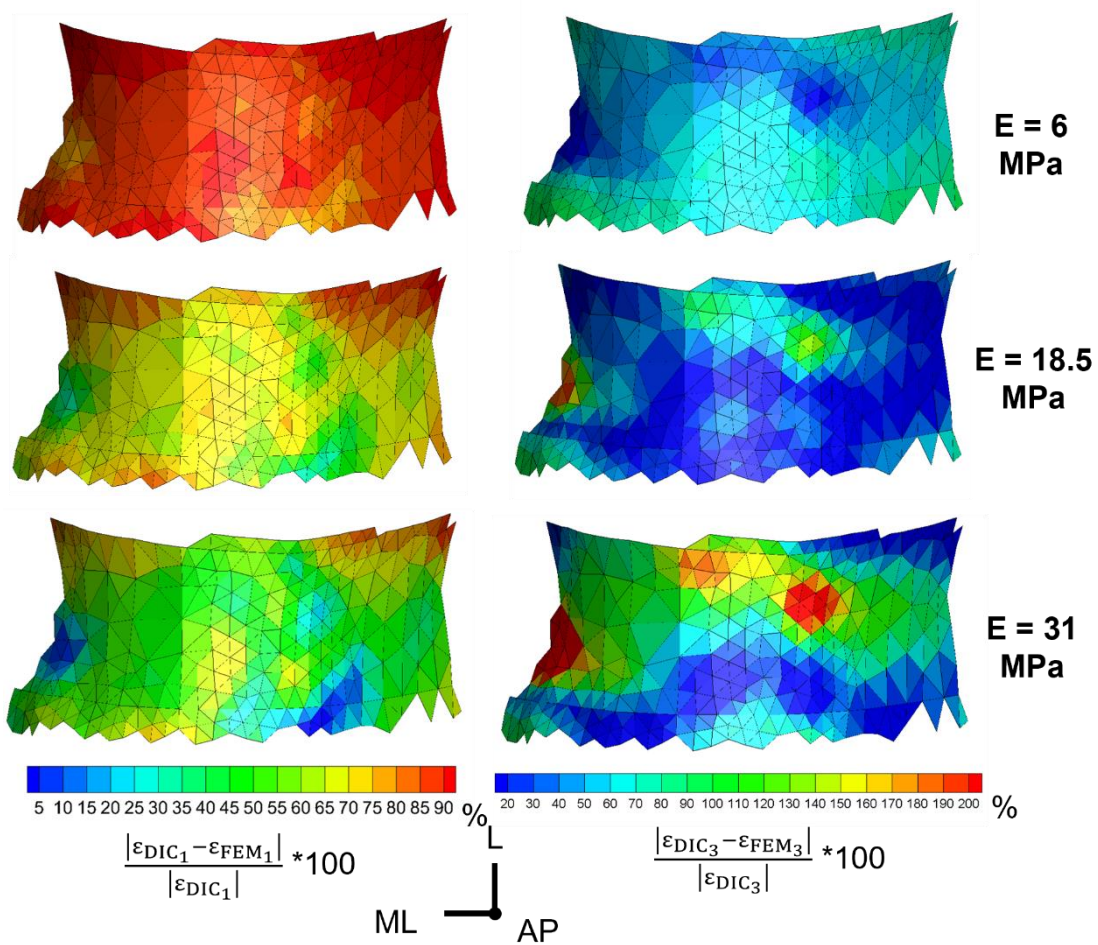 E = 6
MPa
E = 18.5
MPa
E = 31
MPa
5 10 15 20 25 30 35 40 45 50 55 60 65 70 75 80 85 90 %
20 30 40 50 60 70 80 90 100 110 120 130 140 150 160 170 180 190 200 %
|εDIC₁−εFEM₁|
|εDIC₁|
*100
|εDIC₃−εFEM₃|
|εDIC₃|
*100
L
ML
AP